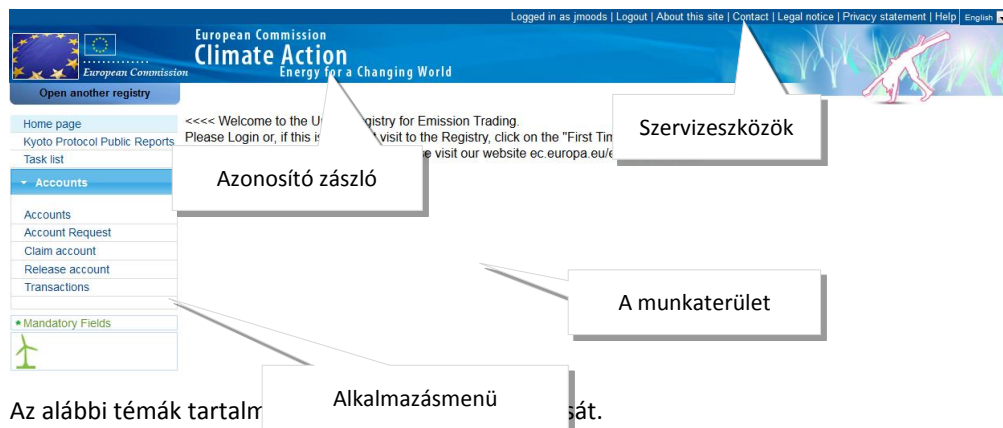 Logged in as jmoods | Logout | About this site | Contact | Legal notice | Privacy statement | Help English
European Commission
Climate Action
Energy for a Changing World
European Commission
Open another registry
Home page
Kyoto Protocol Public Reports
Task list
Accounts
Accounts
Account Request
Claim account
Release account
Transactions
Mandatory Fields
<<<< Welcome to the U gistry for Emission Trading.
Please Login or, if this is visit to the Registry, click on the "First Tim
visit our website ec.europa.eu/
Szervizeszközök
Azonosító zászló
A munkaterület
Alkalmazásmenü
Az alábbi témák